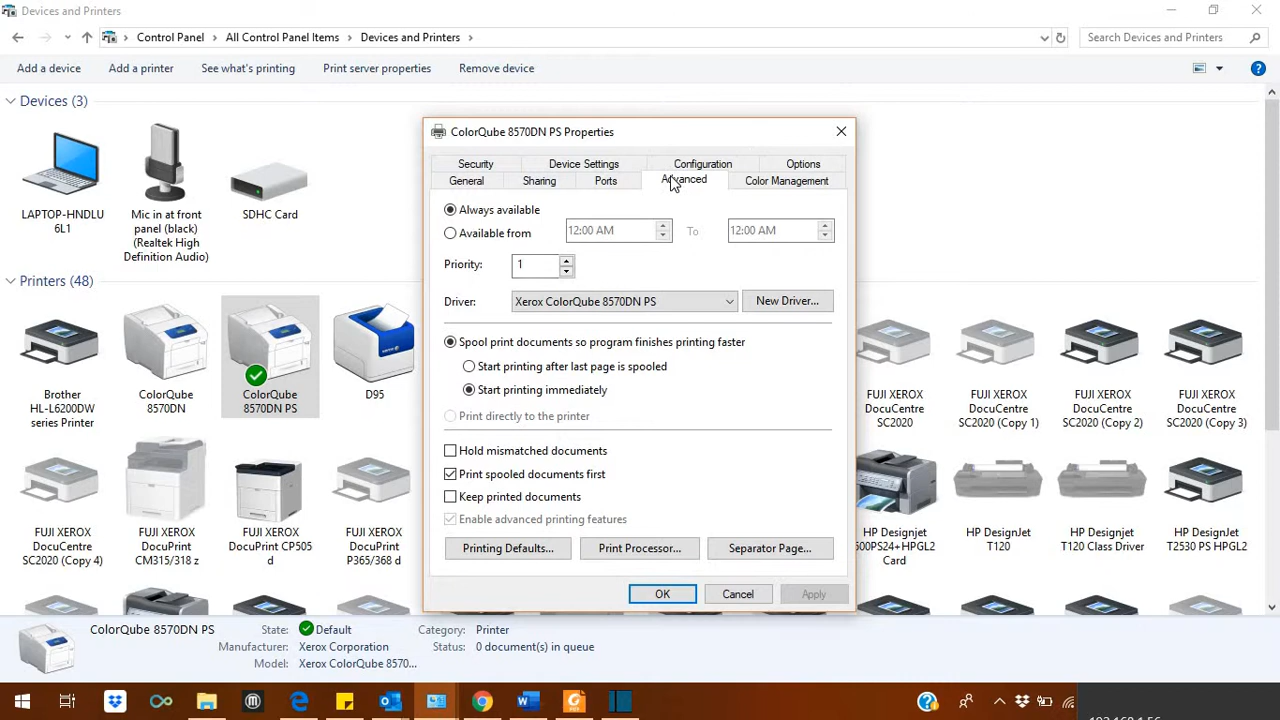 Devices and Printers
Control Panel
All Control Panel Items
Devices and Printers
Search Devices and Printers
Add a device
Add a printer
See what's printing
Print server properties
Remove device
Devices (3)
LAPTOP-HNDLU
6L1
Mic in at front
panel (black)
(Realtek High
Definition Audio)
SDHC Card
Printers (48)
Brother
HL-L6200DW
series Printer
ColorQube
8570DN
ColorQube
8570DN PS
D95
FUJI XEROX
DocuCentre
SC2020
FUJI XEROX
DocuCentre
SC2020 (Copy 1)
FUJI XEROX
DocuCentre
SC2020 (Copy 2)
FUJI XEROX
DocuCentre
SC2020 (Copy 3)
FUJI XEROX
DocuCentre
SC2020 (Copy 4)
FUJI XEROX
DocuPrint
CM315/318 z
FUJI XEROX
DocuPrint CP505
d
FUJI XEROX
DocuPrint
P365/368 d
HP Designjet
500PS24+HPGL2
Card
HP DesignJet
T120
HP Designjet
T120 Class Driver
HP Designjet
T2530 PS HPGL2
ColorQube 8570DN PS Properties
Security
Device Settings
Configuration
Options
General
Sharing
Ports
Advanced
Color Management
Always available
Available from
12:00 AM
To
12:00 AM
Priority:
1
Driver:
Xerox ColorQube 8570DN PS
New Driver...
Spool print documents so program finishes printing faster
Start printing after last page is spooled
Start printing immediately
Print directly to the printer
Hold mismatched documents
Print spooled documents first
Keep printed documents
Enable advanced printing features
Printing Defaults...
Print Processor...
Separator Page...
OK
Cancel
Apply
ColorQube 8570DN PS
State:
Default
Category:
Printer
Manufacturer:
Xerox Corporation
Status:
0 document(s) in queue
Model:
Xerox ColorQube 8570...